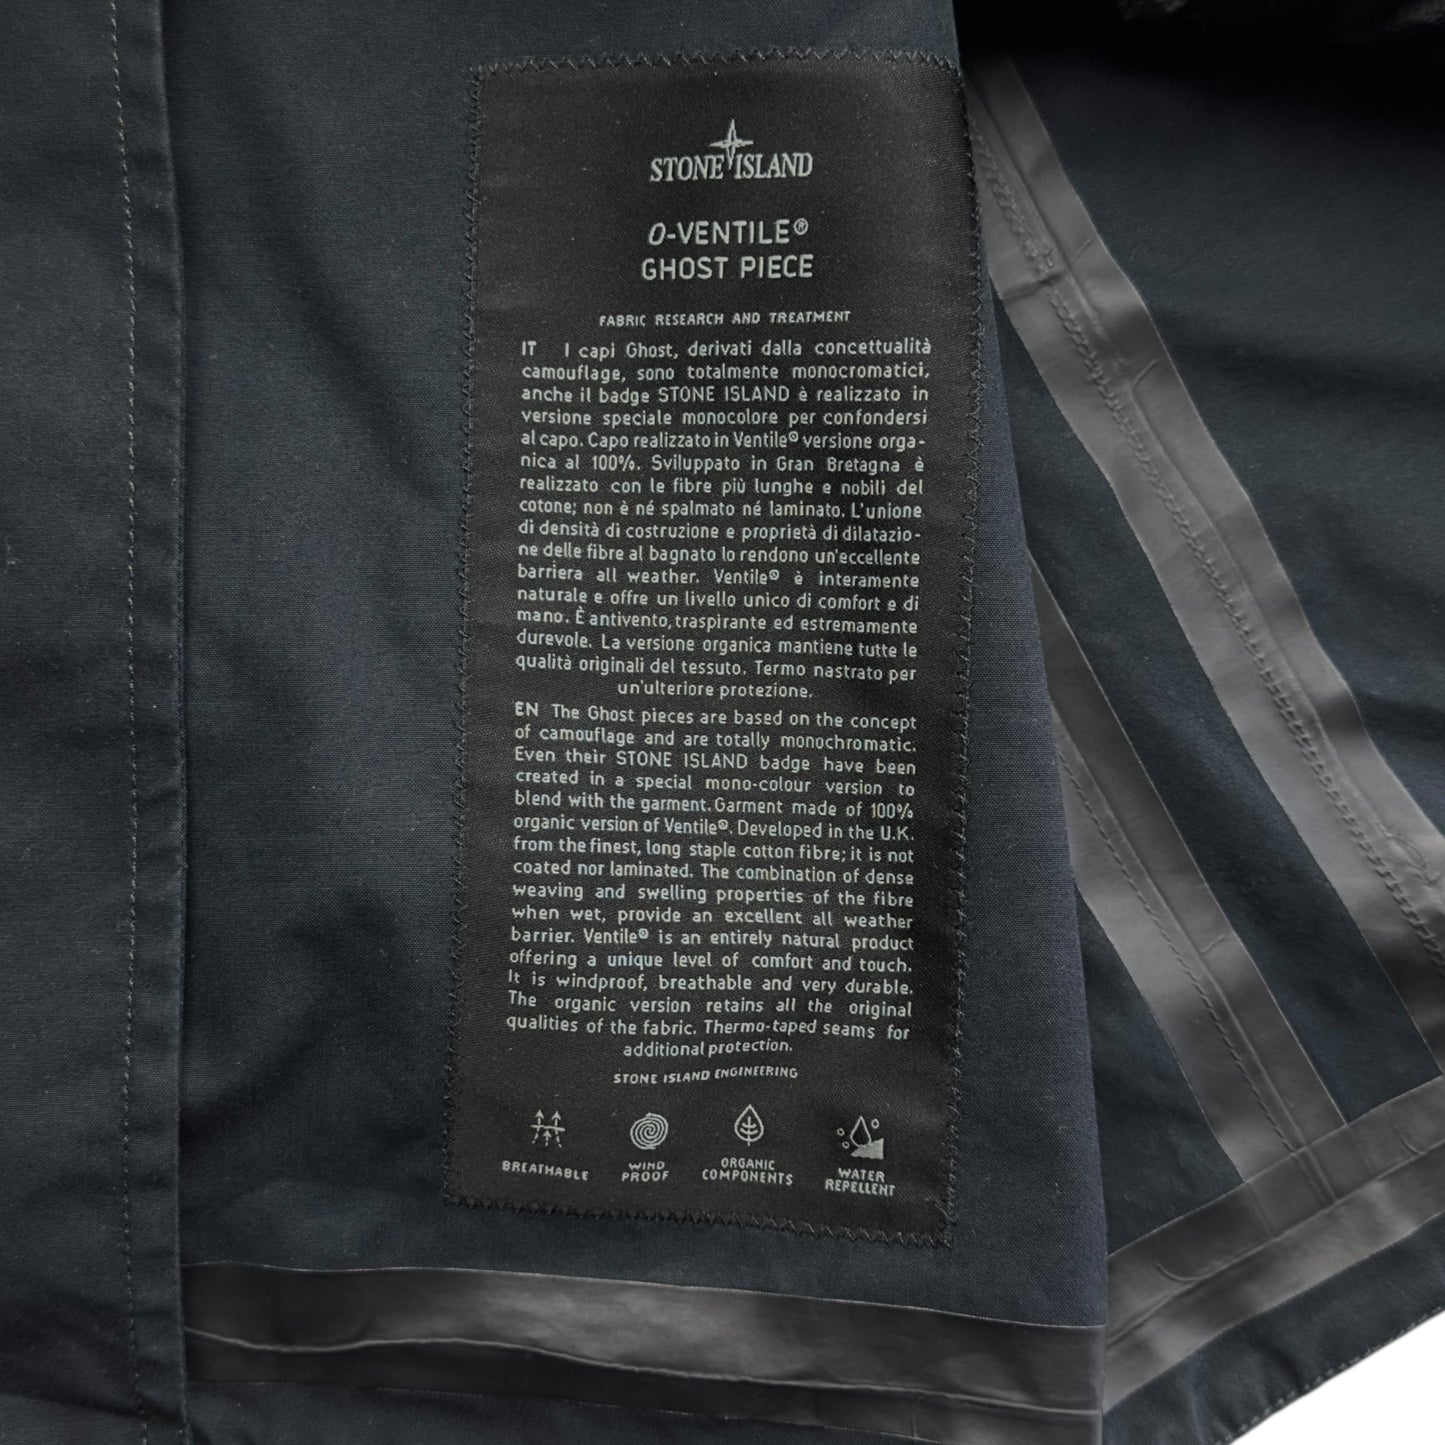 STONE ISLAND
O-VENTILE®
GHOST PIECE
FABRIC RESEARCH AND TREATMENT
IT I capi Ghost, derivati dalla concettualità
camouflage, sono totalmente monocromatici,
anche il badge STONE ISLAND è realizzato in
versione speciale monocolore per confondersi
al capo. Capo realizzato in Ventile® versione orga-
nica al 100%. Sviluppato in Gran Bretagna è
realizzato con le fibre più lunghe e nobili del
cotone; non è né spalmato né laminato. L'unione
di densità di costruzione e proprietà di dilatazio-
ne delle fibre al bagnato lo rendono un'eccellente
barriera all weather. Ventile® è interamente
naturale e offre un livello unico di comfort e di
mano. È antivento, traspirante ed estremamente
durevole. La versione organica mantiene tutte le
qualità originali del tessuto. Termo nastrato per
un'ulteriore protezione.
EN The Ghost pieces are based on the concept
of camouflage and are totally monochromatic.
Even their STONE ISLAND badge have been
created in a special mono-colour version to
blend with the garment. Garment made of 100%
organic version of Ventile®. Developed in the U.K.
from the finest, long staple cotton fibre; it is not
coated nor laminated. The combination of dense
weaving and swelling properties of the fibre
when wet, provide an excellent all weather
barrier. Ventile® is an entirely natural product
offering a unique level of comfort and touch.
It is windproof, breathable and very durable.
The organic version retains all the original
qualities of the fabric. Thermo-taped seams for
additional protection.
STONE ISLAND ENGINEERING
BREATHABLE
WIND
PROOF
ORGANIC
COMPONENTS
WATER
REPELLENT